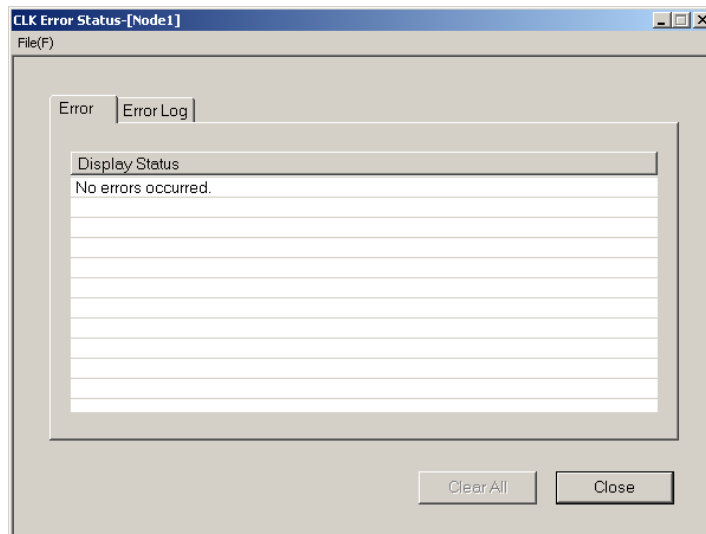 CLK Error Status-[Node1]
File(F)
Error Error Log
Display Status
No errors occurred.
Clear All Close